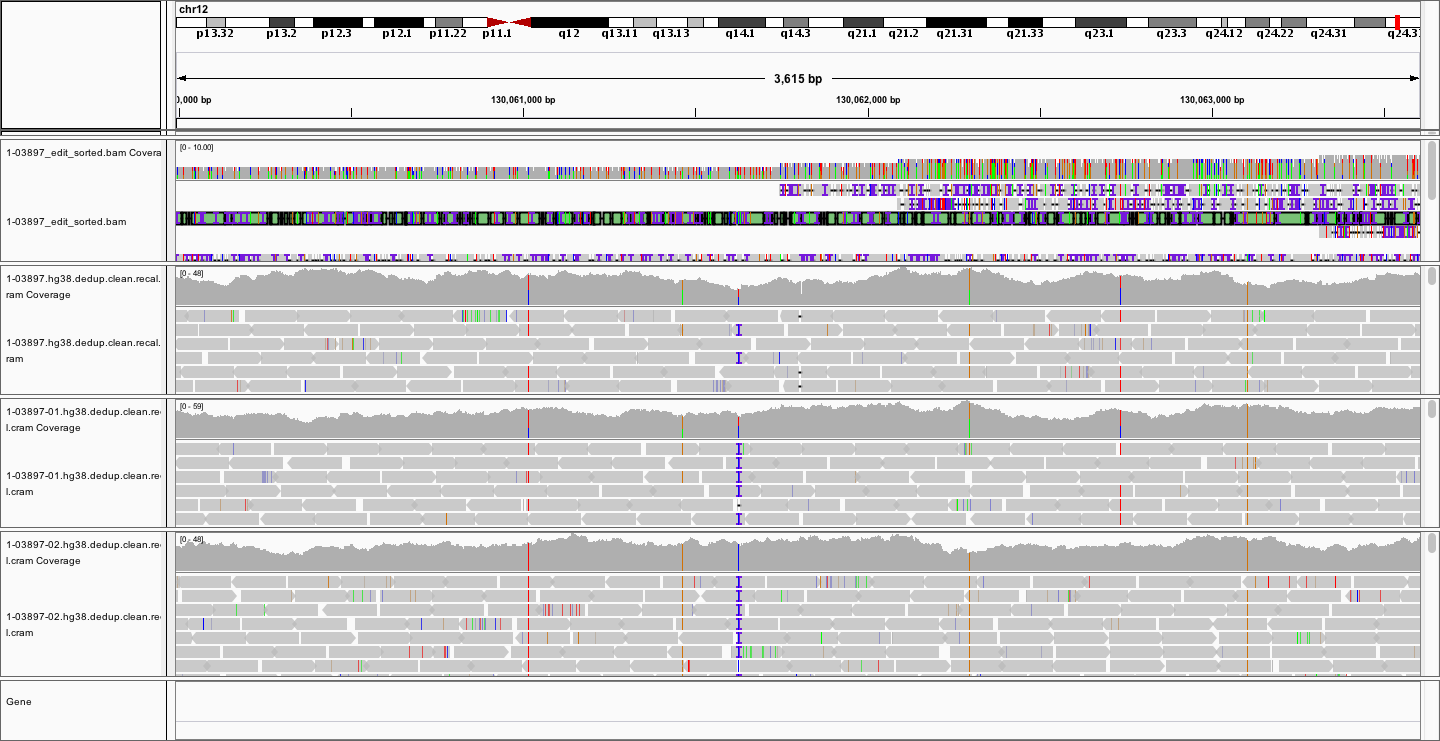 chr12
p13.32 p13.2 p12.3 p12.1 p11.22 p11.1 q12 q13.11 q13.13 q14.1 q14.3 q21.1 q21.2 q21.31 q21.33 q23.1 q23.3 q24.12 q24.22 q24.31 q24.3
3,615 bp
0,000 bp 130,061,000 bp 130,062,000 bp 130,063,000 bp
1-03897_edit_sorted.bam Covera
[0 - 10.00]
1-03897_edit_sorted.bam
1-03897.hg38.dedup.clean.recal.
ram Coverage
[0 - 48]
1-03897.hg38.dedup.clean.recal.
ram
1-03897-01.hg38.dedup.clean.re
l.cram Coverage
[0 - 59]
1-03897-01.hg38.dedup.clean.re
l.cram
1-03897-02.hg38.dedup.clean.re
l.cram Coverage
[0 - 48]
1-03897-02.hg38.dedup.clean.re
l.cram
Gene